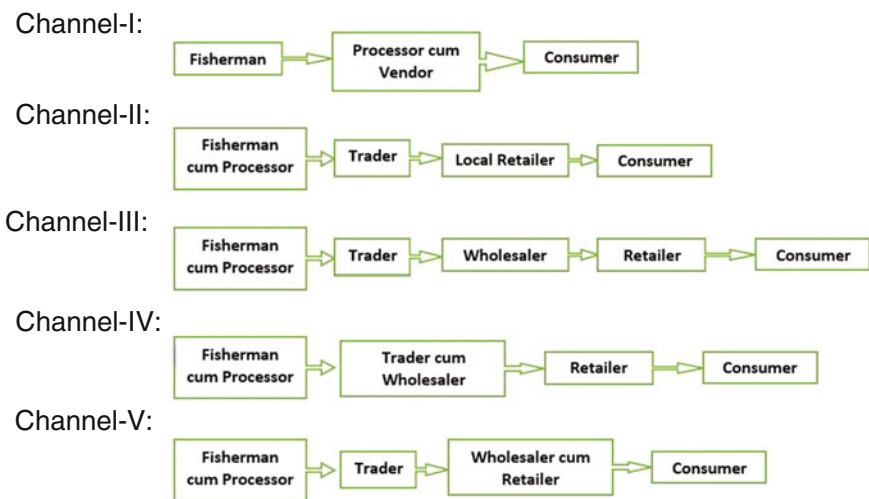 Channel-I:
Fisherman
Processor cum
Vendor
Consumer
Channel-II:
Fisherman
cum Processor
Trader
Local Retailer
Consumer
Channel-III:
Fisherman
cum Processor
Trader
Wholesaler
Retailer
Consumer
Channel-IV:
Fisherman
cum Processor
Trader cum
Wholesaler
Retailer
Consumer
Channel-V:
Fisherman
cum Processor
Trader
Wholesaler cum
Retailer
Consumer